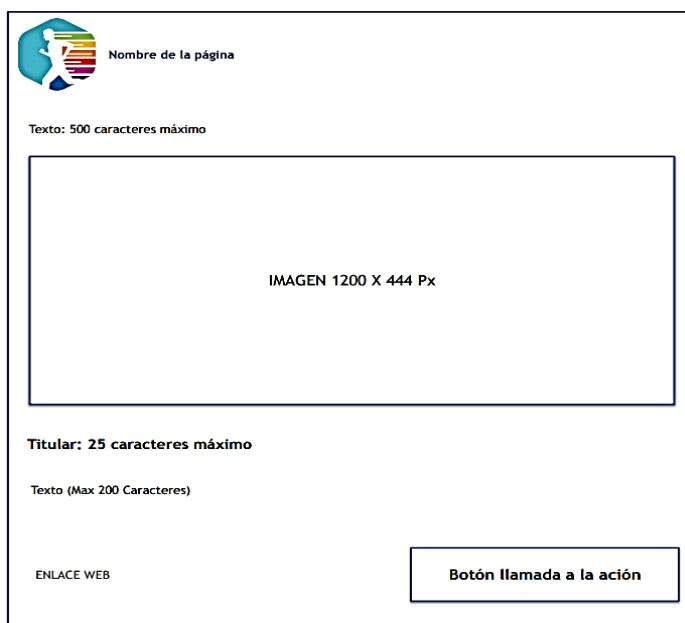 Nombre de la página
Texto: 500 caracteres máximo
IMAGEN 1200 X 444 Px
Titular: 25 caracteres máximo
Texto (Max 200 Caracteres)
ENLACE WEB
Botón llamada a la ación